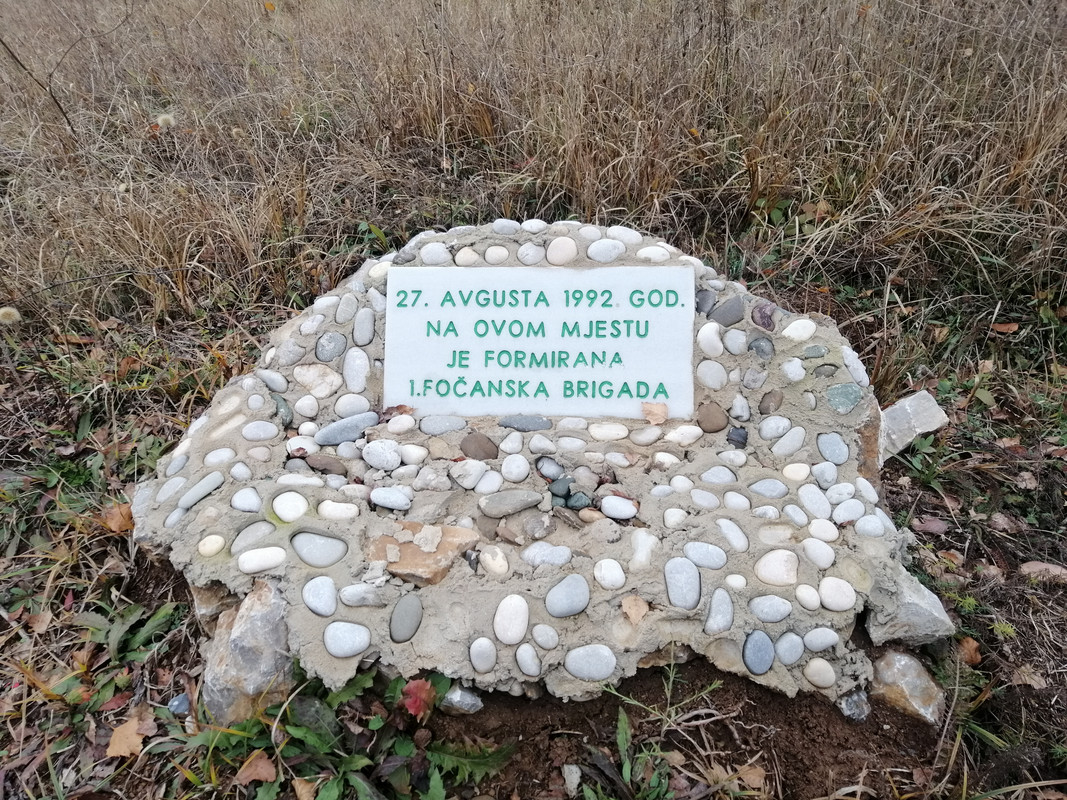 27. AVGUSTA 1992. GOD.
NA OVOM MJESTU
JE FORMIRANA
1.FOČANSKA BRIGADA